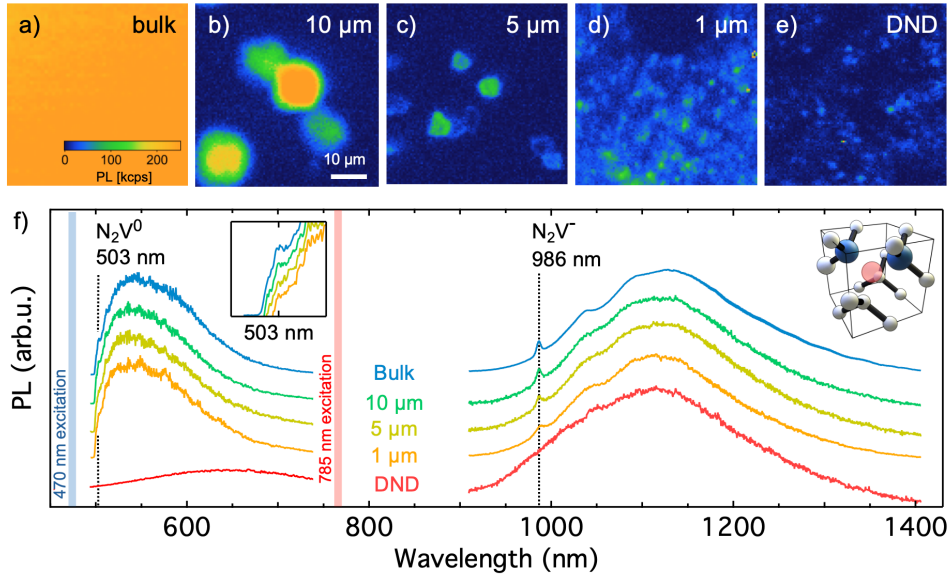 a) bulk
b) 10 µm
c) 5 µm
d) 1 µm
e) DND
0 100 200
PL [kcps]
10 µm
f)
N₂V⁰
503 nm
503 nm
N₂V⁻
986 nm
470 nm excitation
785 nm excitation
Bulk
10 µm
5 µm
1 µm
DND
PL (arb.u.)
600 800 1000 1200 1400
Wavelength (nm)